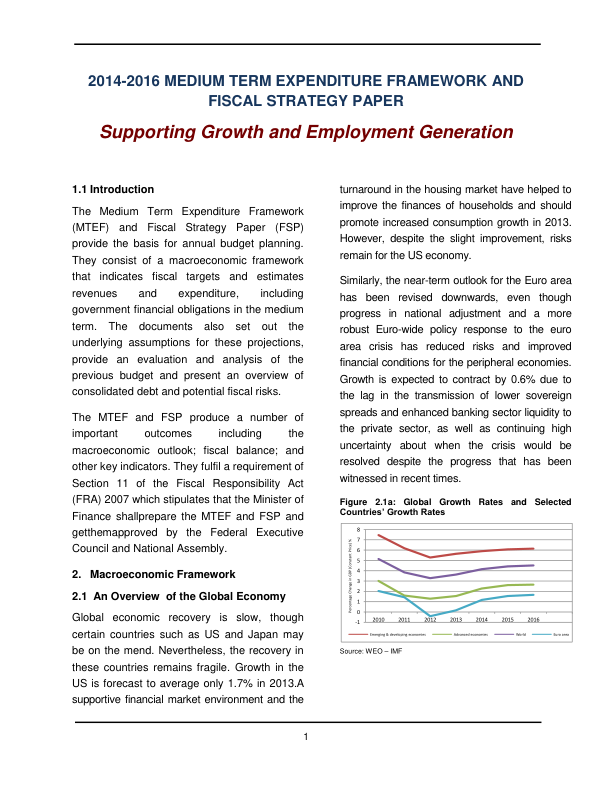 2014-2016 MEDIUM TERM EXPENDITURE FRAMEWORK AND
FISCAL STRATEGY PAPER
Supporting Growth and Employment Generation
1.1 Introduction
The Medium Term Expenditure Framework
(MTEF) and Fiscal Strategy Paper (FSP)
provide the basis for annual budget planning.
They consist of a macroeconomic framework
that indicates fiscal targets and estimates
revenues and expenditure, including
government financial obligations in the medium
term. The documents also set out the
underlying assumptions for these projections,
provide an evaluation and analysis of the
previous budget and present an overview of
consolidated debt and potential fiscal risks.
The MTEF and FSP produce a number of
important outcomes including the
macroeconomic outlook; fiscal balance; and
other key indicators. They fulfil a requirement of
Section 11 of the Fiscal Responsibility Act
(FRA) 2007 which stipulates that the Minister of
Finance shallprepare the MTEF and FSP and
getthemapproved by the Federal Executive
Council and National Assembly.
2. Macroeconomic Framework
2.1 An Overview of the Global Economy
Global economic recovery is slow, though
certain countries such as US and Japan may
be on the mend. Nevertheless, the recovery in
these countries remains fragile. Growth in the
US is forecast to average only 1.7% in 2013.A
supportive financial market environment and the
turnaround in the housing market have helped to
improve the finances of households and should
promote increased consumption growth in 2013.
However, despite the slight improvement, risks
remain for the US economy.
Similarly, the near-term outlook for the Euro area
has been revised downwards, even though
progress in national adjustment and a more
robust Euro-wide policy response to the euro
area crisis has reduced risks and improved
financial conditions for the peripheral economies.
Growth is expected to contract by 0.6% due to
the lag in the transmission of lower sovereign
spreads and enhanced banking sector liquidity to
the private sector, as well as continuing high
uncertainty about when the crisis would be
resolved despite the progress that has been
witnessed in recent times.
Figure 2.1a: Global Growth Rates and Selected
Countries' Growth Rates
Percentage Change in GDP (Constant Price) %
8
7
6
5
4
3
2
1
0
-1
2010 2011 2012 2013 2014 2015 2016
Emerging & developing economies Advanced economies World Euro area
Source: WEO – IMF
1